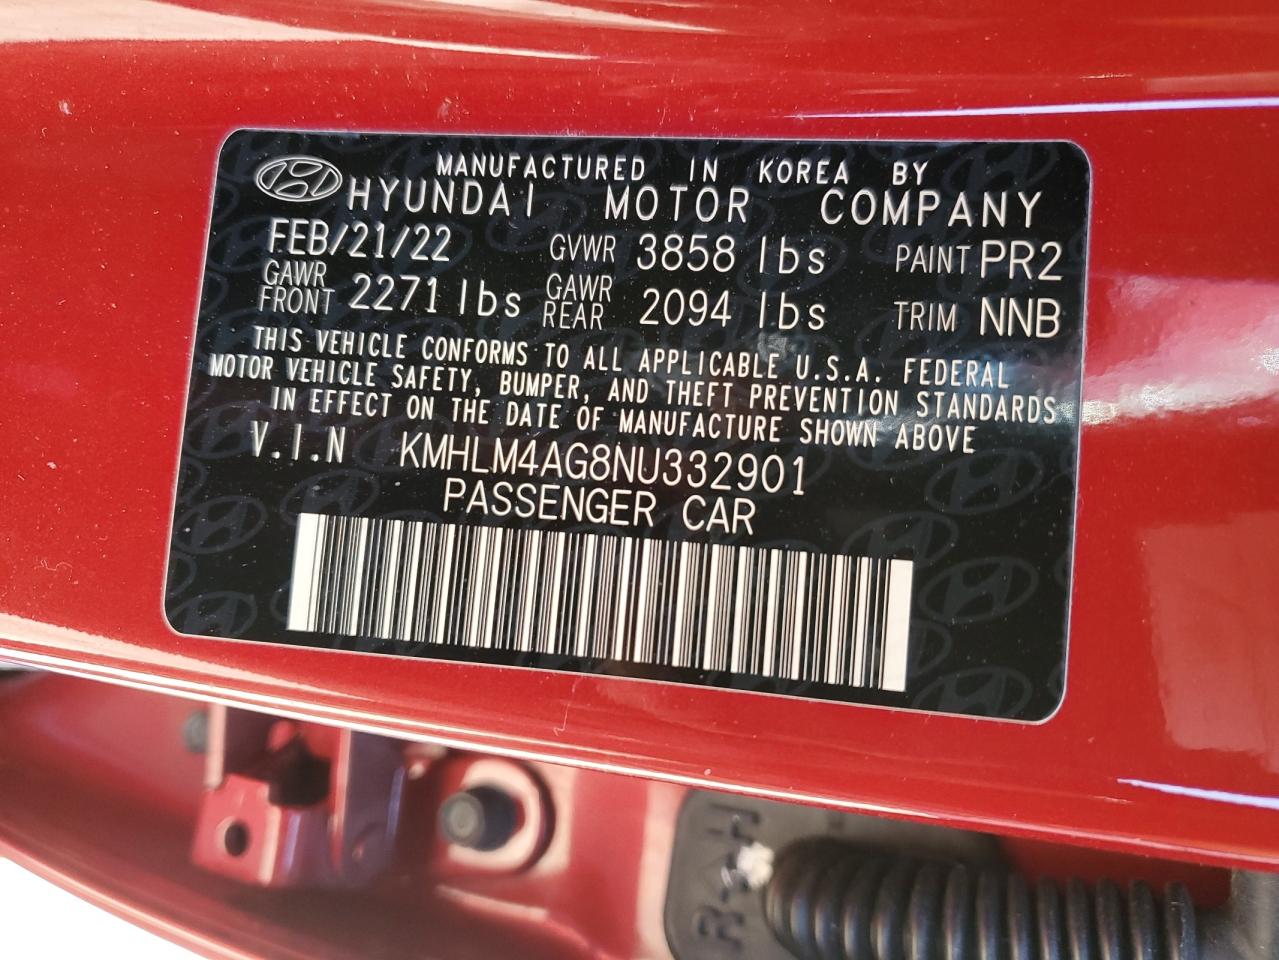 MANUFACTURED IN KOREA BY
HYUNDAI MOTOR COMPANY
FEB/21/22 GVWR 3858 lbs PAINT PR2
GAWR FRONT 2271 lbs GAWR REAR 2094 lbs TRIM NNB
THIS VEHICLE CONFORMS TO ALL APPLICABLE U.S.A. FEDERAL
MOTOR VEHICLE SAFETY, BUMPER, AND THEFT PREVENTION STANDARDS
IN EFFECT ON THE DATE OF MANUFACTURE SHOWN ABOVE
V.I.N KMHLM4AG8NU332901
PASSENGER CAR
R-H